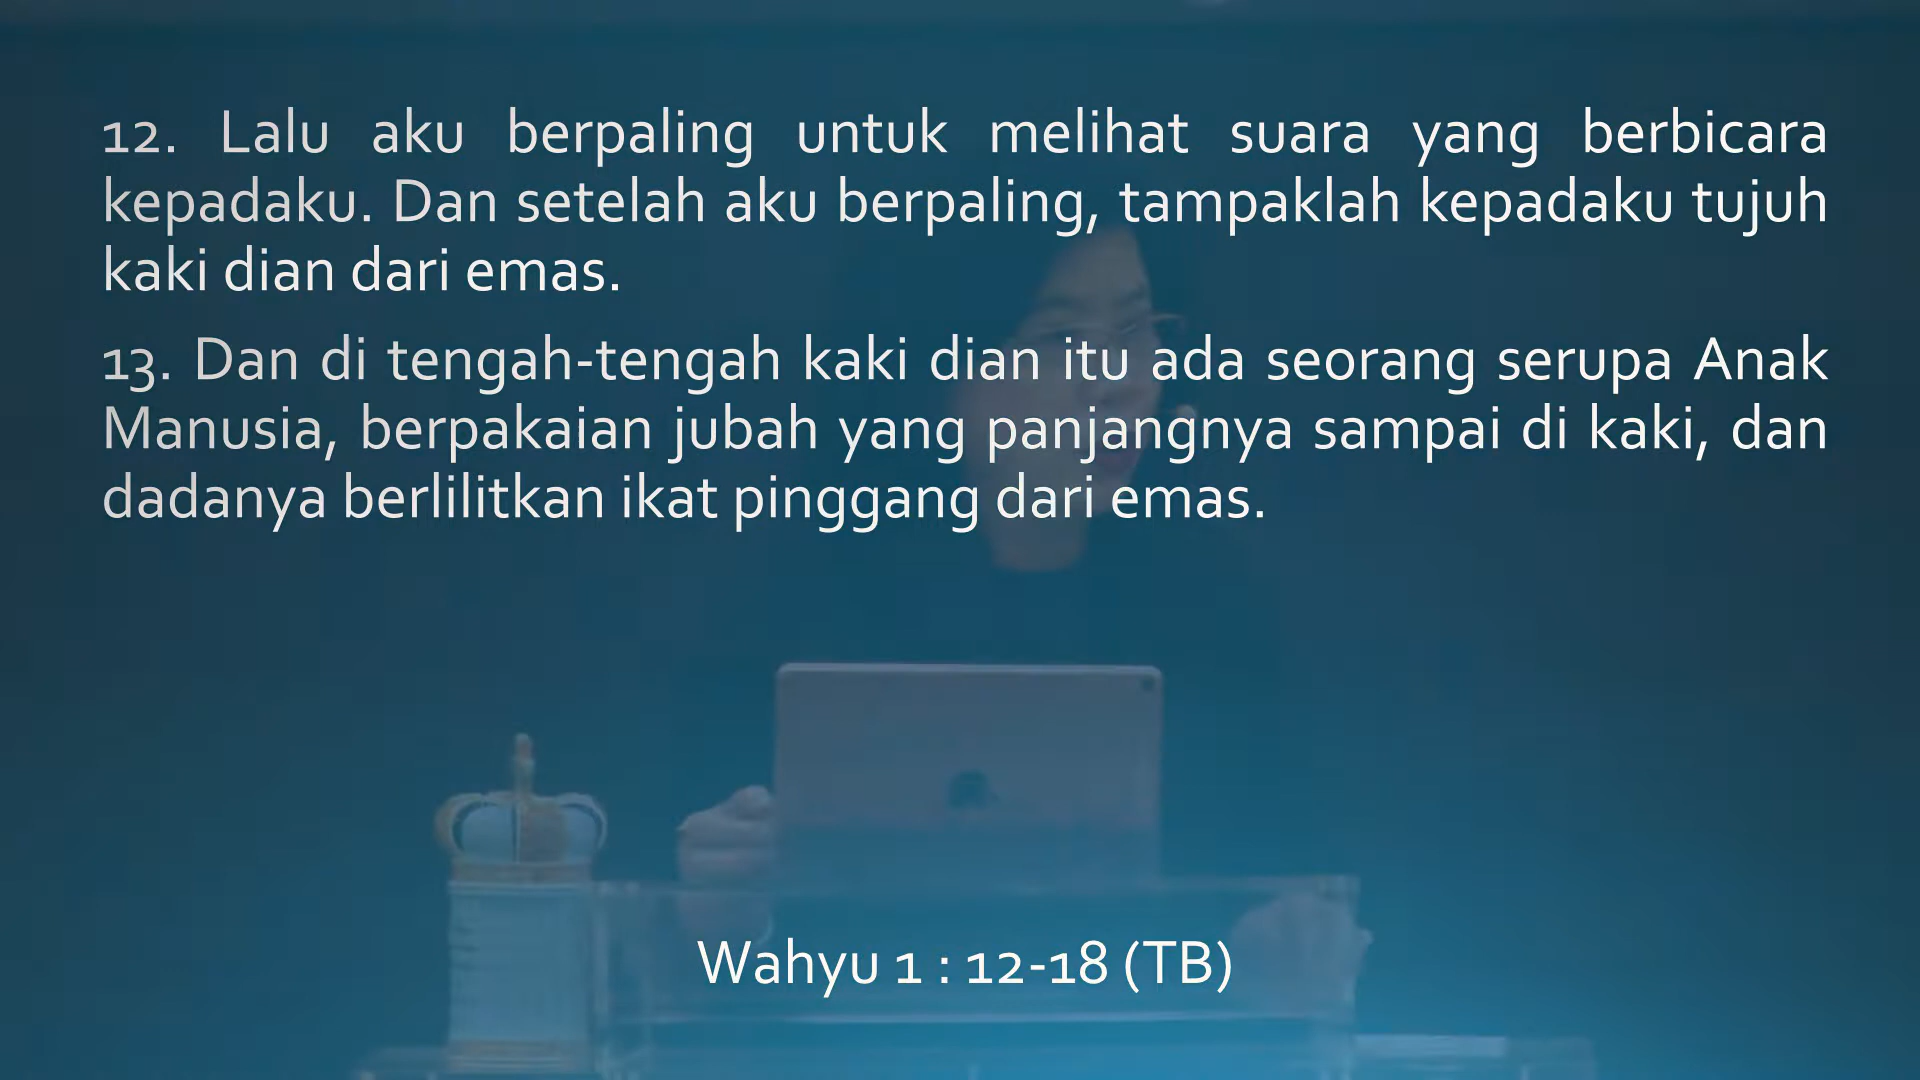 12. Lalu aku berpaling untuk melihat suara yang berbicara
kepadaku. Dan setelah aku berpaling, tampaklah kepadaku tujuh
kaki dian dari emas.
13. Dan di tengah-tengah kaki dian itu ada seorang serupa Anak
Manusia, berpakaian jubah yang panjangnya sampai di kaki, dan
dadanya berlilitkan ikat pinggang dari emas.
Wahyu 1 : 12-18 (TB)